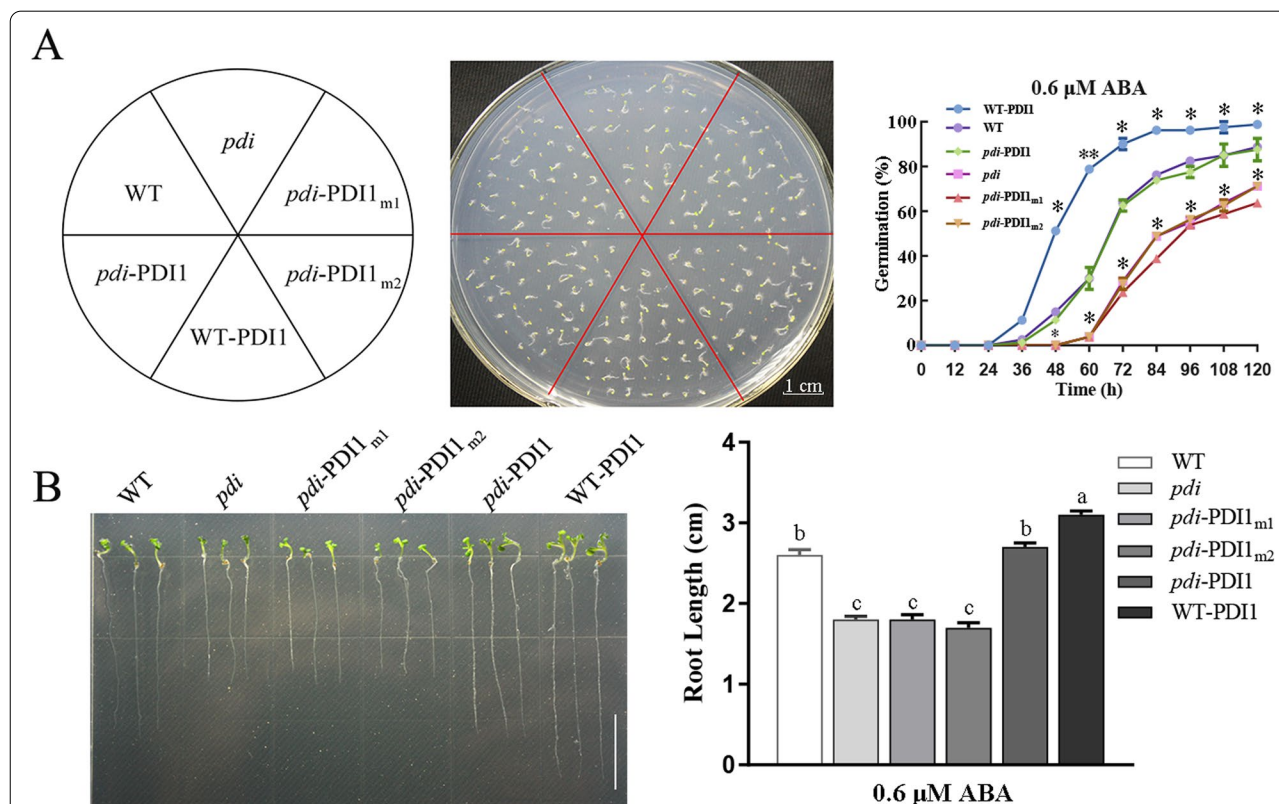 A
pdi
WT
pdi-PDI1m1
pdi-PDI1
pdi-PDI1m2
WT-PDI1
1 cm
0.6 μM ABA
WT-PDI1
WT
pdi-PDI1
pdi
pdi-PDI1m1
pdi-PDI1m2
Germination (%)
100
80
60
40
20
0
* ** * * * * *
* * * * * * *
0 12 24 36 48 60 72 84 96 108 120
Time (h)
B
WT pdi pdi-PDI1m1 pdi-PDI1m2 pdi-PDI1 WT-PDI1
Root Length (cm)
4
3
2
1
0
b c c c b a
0.6 μM ABA
WT
pdi
pdi-PDI1m1
pdi-PDI1m2
pdi-PDI1
WT-PDI1